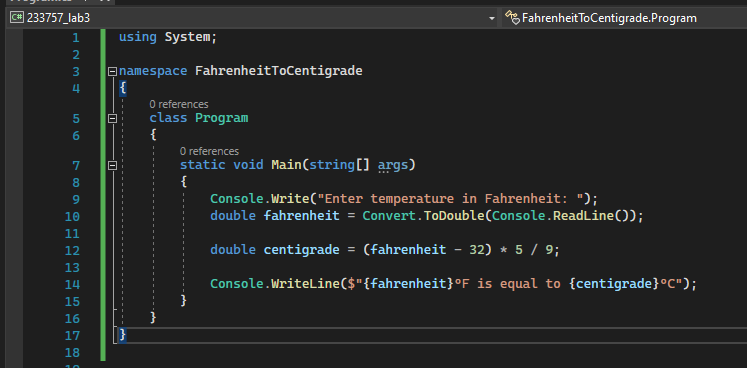 233757_lab3 FahrenheitToCentigrade.Program
1 using System;
2
3 namespace FahrenheitToCentigrade
4 {
0 references
5 class Program
6 {
0 references
7 static void Main(string[] args)
8 {
9 Console.Write("Enter temperature in Fahrenheit: ");
10 double fahrenheit = Convert.ToDouble(Console.ReadLine());
11
12 double centigrade = (fahrenheit - 32) * 5 / 9;
13
14 Console.WriteLine($"{fahrenheit}°F is equal to {centigrade}°C");
15 }
16 }
17 }
18